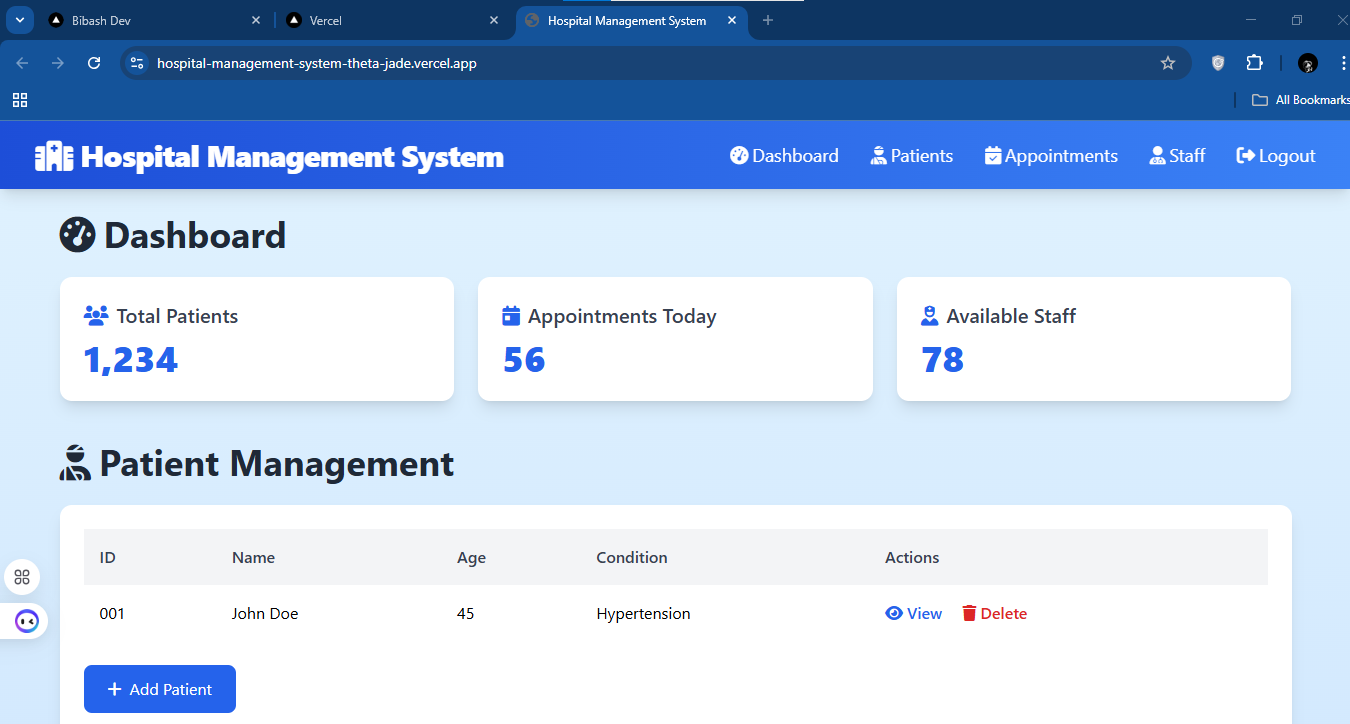 Bibash Dev
Vercel
Hospital Management System
hospital-management-system-theta-jade.vercel.app
All Bookmarks
Hospital Management System
Dashboard
Patients
Appointments
Staff
Logout
Dashboard
Total Patients
1,234
Appointments Today
56
Available Staff
78
Patient Management
ID Name Age Condition Actions
001 John Doe 45 Hypertension View Delete
+ Add Patient